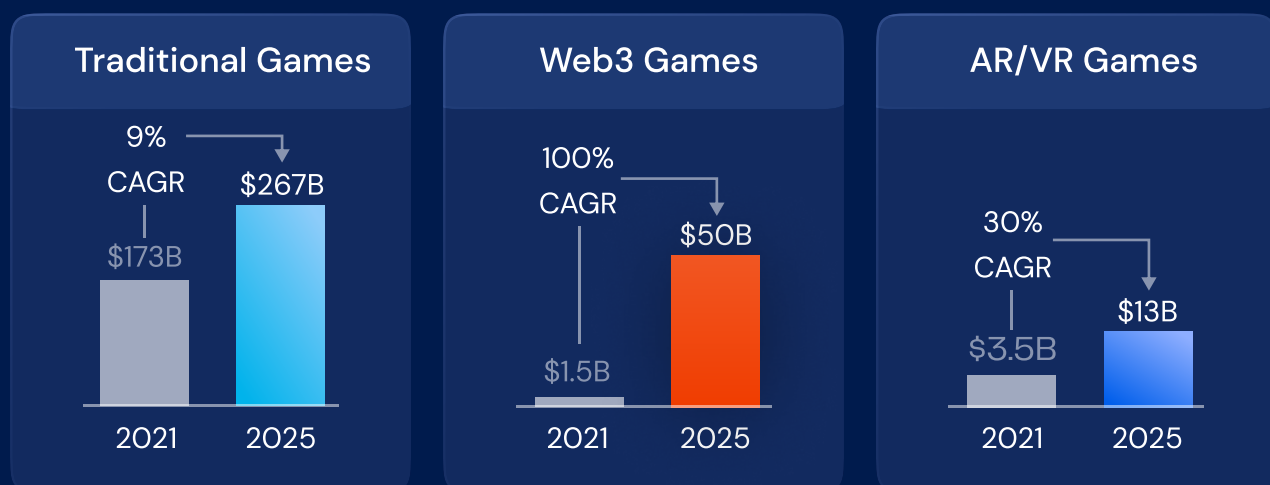 Traditional Games
9%
CAGR
$267B
$173B
2021
2025
Web3 Games
100%
CAGR
$50B
$1.5B
2021
2025
AR/VR Games
30%
CAGR
$13B
$3.5B
2021
2025